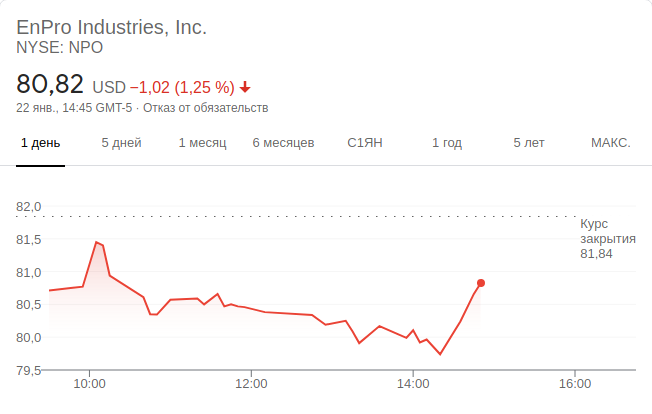 EnPro Industries, Inc.
NYSE: NPO
80,82 USD −1,02 (1,25 %)
22 янв., 14:45 GMT-5 · Отказ от обязательств
1 день 5 дней 1 месяц 6 месяцев С1ЯН 1 год 5 лет МАКС.
82,0
Курс
81,5
закрытия
81,84
81,0
80,5
80,0
79,5
10:00 12:00 14:00 16:00